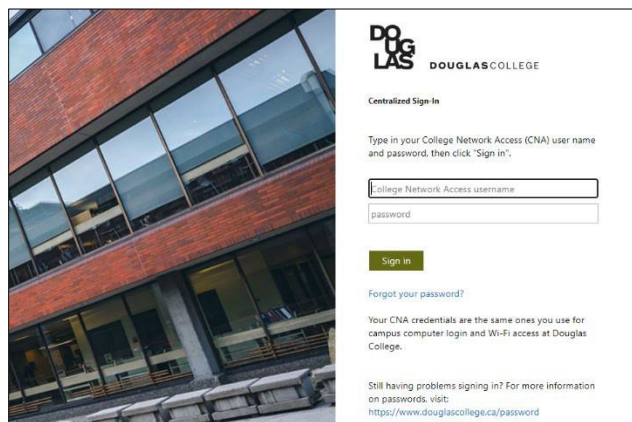 DO
UG
LAS
DOUGLASCOLLEGE
Centralized Sign-In
Type in your College Network Access (CNA) user name
and password, then click "Sign in".
College Network Access username
password
Sign in
Forgot your password?
Your CNA credentials are the same ones you use for
campus computer login and Wi-Fi access at Douglas
College.
Still having problems signing in? For more information
on passwords, visit:
https://www.douglascollege.ca/password